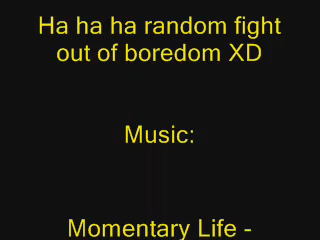 Ha ha ha random fight
out of boredom XD
Music:
Momentary Life -